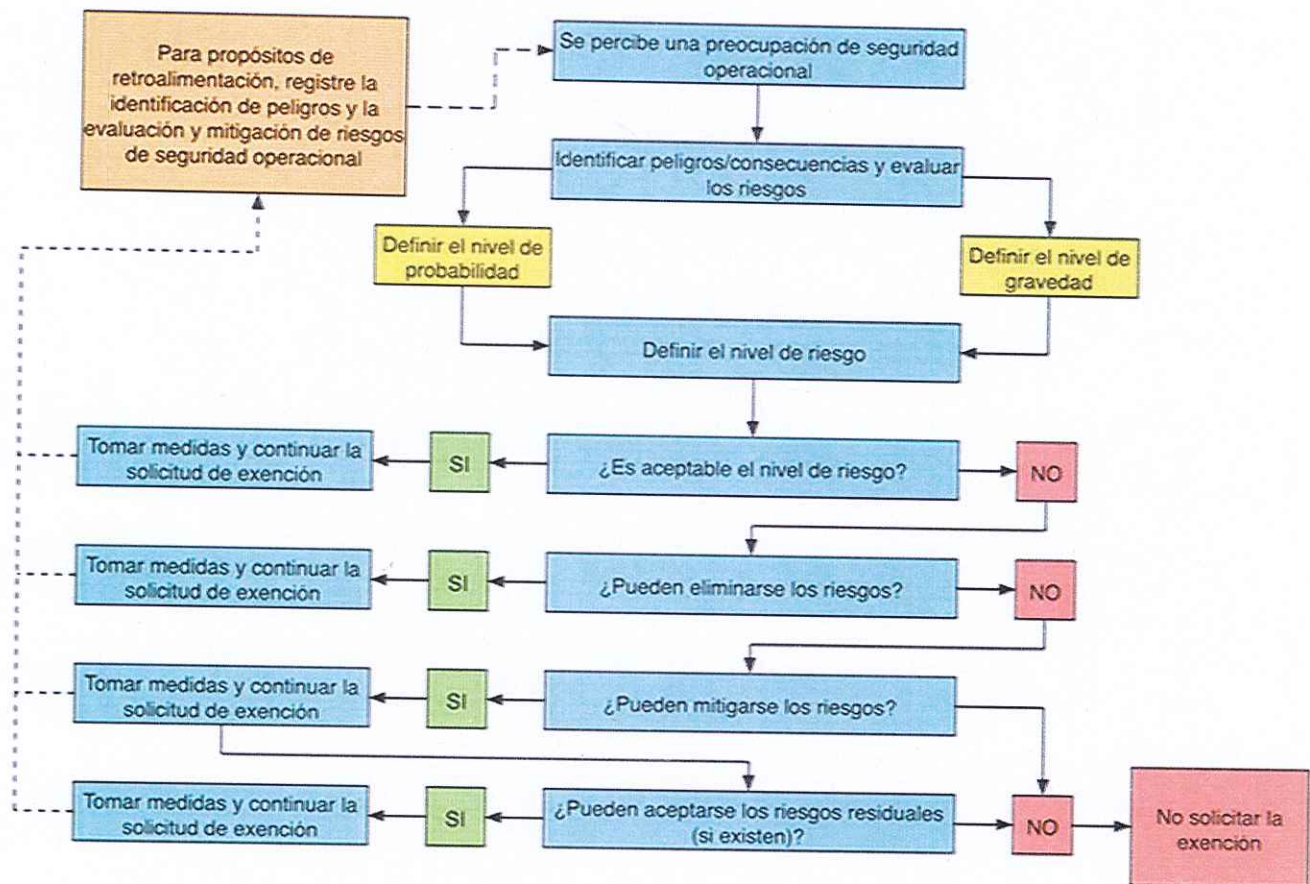 Para propósitos de
retroalimentación, registre la
identificación de peligros y la
evaluación y mitigación de riesgos
de seguridad operacional
Se percibe una preocupación de seguridad
operacional
Identificar peligros/consecuencias y evaluar
los riesgos
Definir el nivel de
probabilidad
Definir el nivel de
gravedad
Definir el nivel de riesgo
Tomar medidas y continuar la
solicitud de exención
SI
¿Es aceptable el nivel de riesgo?
NO
Tomar medidas y continuar la
solicitud de exención
SI
¿Pueden eliminarse los riesgos?
NO
Tomar medidas y continuar la
solicitud de exención
SI
¿Pueden mitigarse los riesgos?
Tomar medidas y continuar la
solicitud de exención
SI
¿Pueden aceptarse los riesgos residuales
(si existen)?
NO
No solicitar la
exención